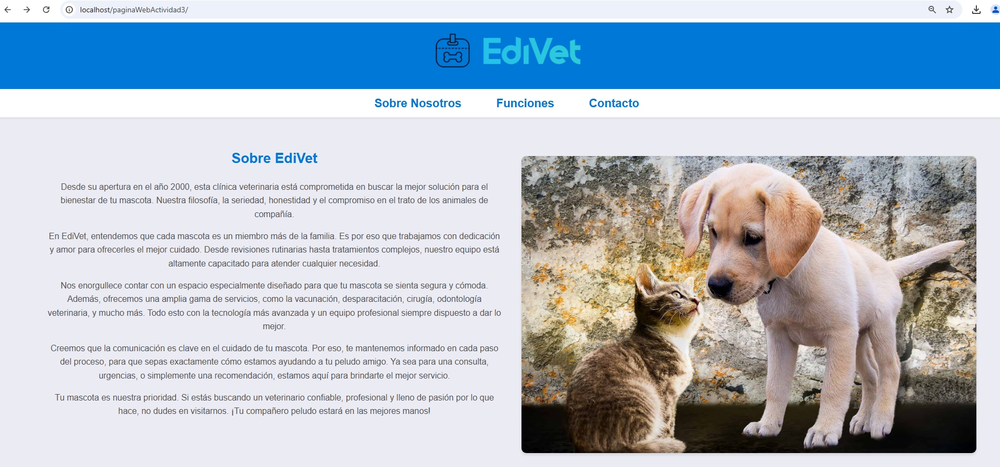 localhost/paginaWebActividad3/
EdiVet
Sobre Nosotros
Funciones
Contacto
Sobre EdiVet
Desde su apertura en el año 2000, esta clínica veterinaria está comprometida en buscar la mejor solución para el
bienestar de tu mascota. Nuestra filosofía, la seriedad, honestidad y el compromiso en el trato de los animales de
compañía.
En EdiVet, entendemos que cada mascota es un miembro más de la familia. Es por eso que trabajamos con dedicación
y amor para ofrecerles el mejor cuidado. Desde revisiones rutinarias hasta tratamientos complejos, nuestro equipo está
altamente capacitado para atender cualquier necesidad.
Nos enorgullece contar con un espacio especialmente diseñado para que tu mascota se sienta segura y cómoda.
Además, ofrecemos una amplia gama de servicios, como la vacunación, desparacitación, cirugía, odontología
veterinaria, y mucho más. Todo esto con la tecnología más avanzada y un equipo profesional siempre dispuesto a dar lo
mejor.
Creemos que la comunicación es clave en el cuidado de tu mascota. Por eso, te mantenemos informado en cada paso
del proceso, para que sepas exactamente cómo estamos ayudando a tu peludo amigo. Ya sea para una consulta,
urgencias, o simplemente una recomendación, estamos aquí para brindarte el mejor servicio.
Tu mascota es nuestra prioridad. Si estás buscando un veterinario confiable, profesional y lleno de pasión por lo que
hace, no dudes en visitarnos. ¡Tu compañero peludo estará en las mejores manos!